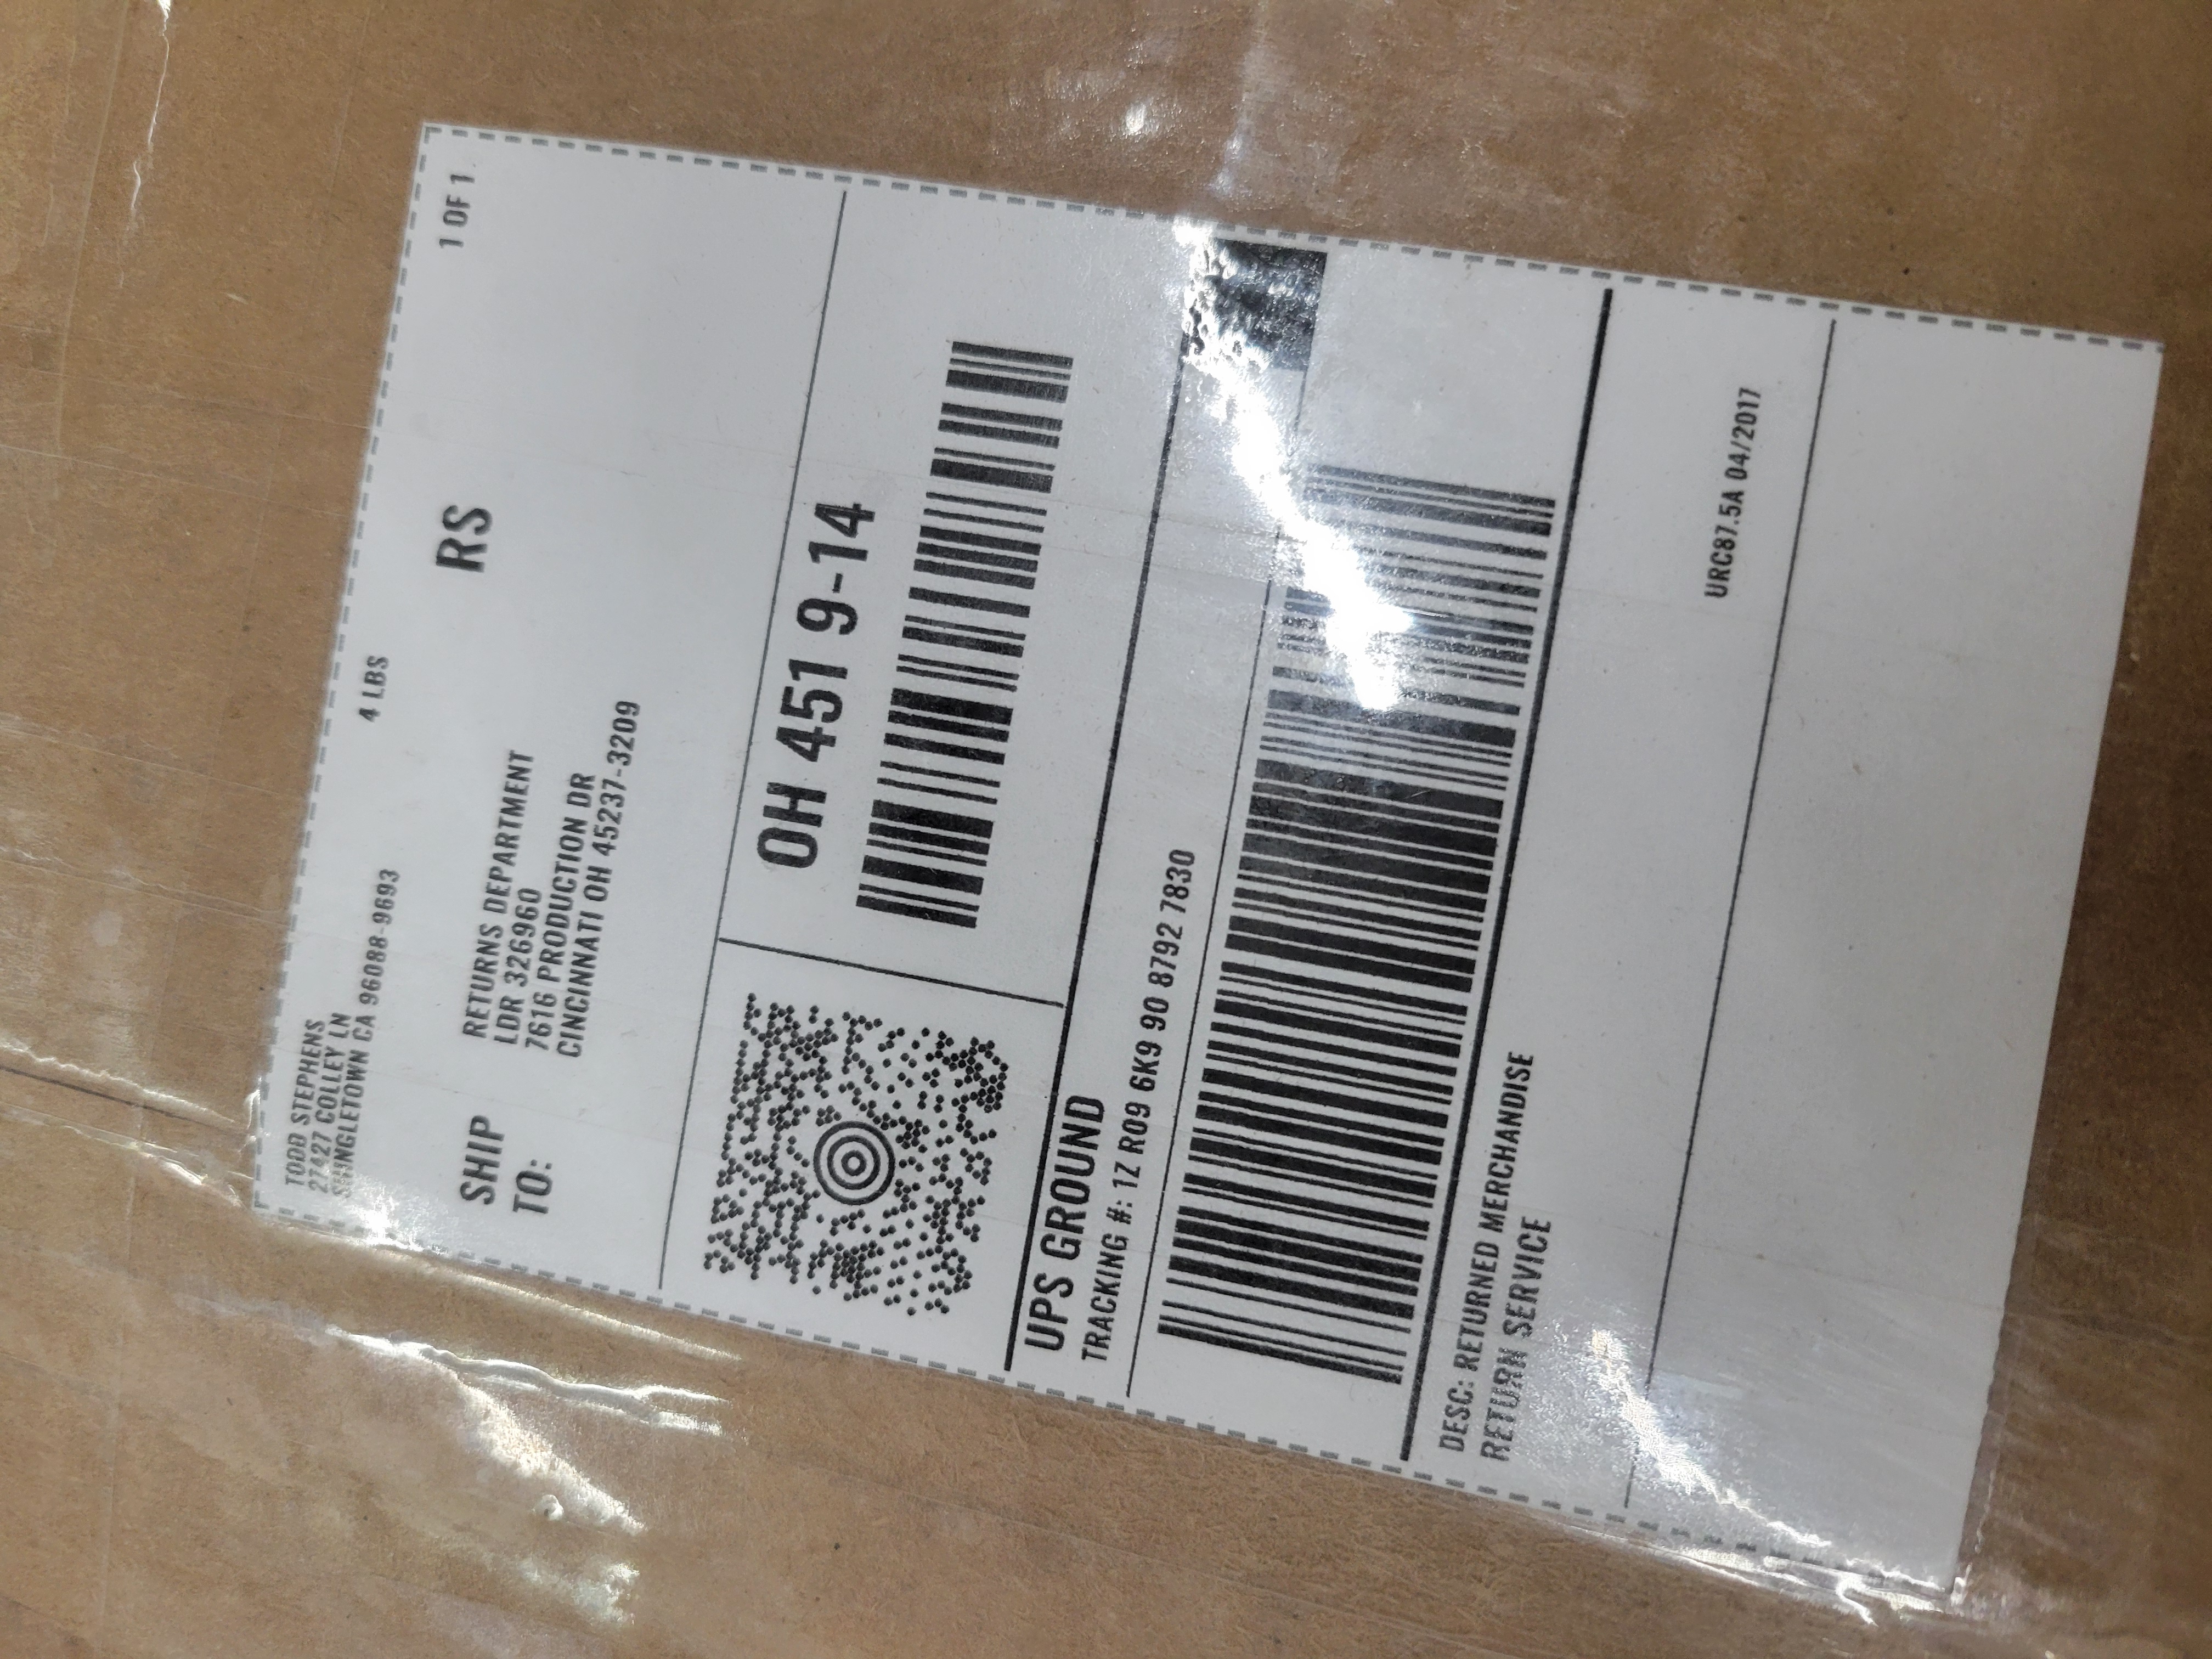 TODD STEPHENS
27427 COLLEY LN
SHINGLETOWN CA 96088-9693
4 LBS
1 OF 1
RS
SHIP
TO:
RETURNS DEPARTMENT
LDR 326960
7616 PRODUCTION DR
CINCINNATI OH 45237-3209
OH 451 9-14
UPS GROUND
TRACKING #: 1Z R09 6K9 90 8792 7830
DESC: RETURNED MERCHANDISE
RETURN SERVICE
URC87.5A 04/2017